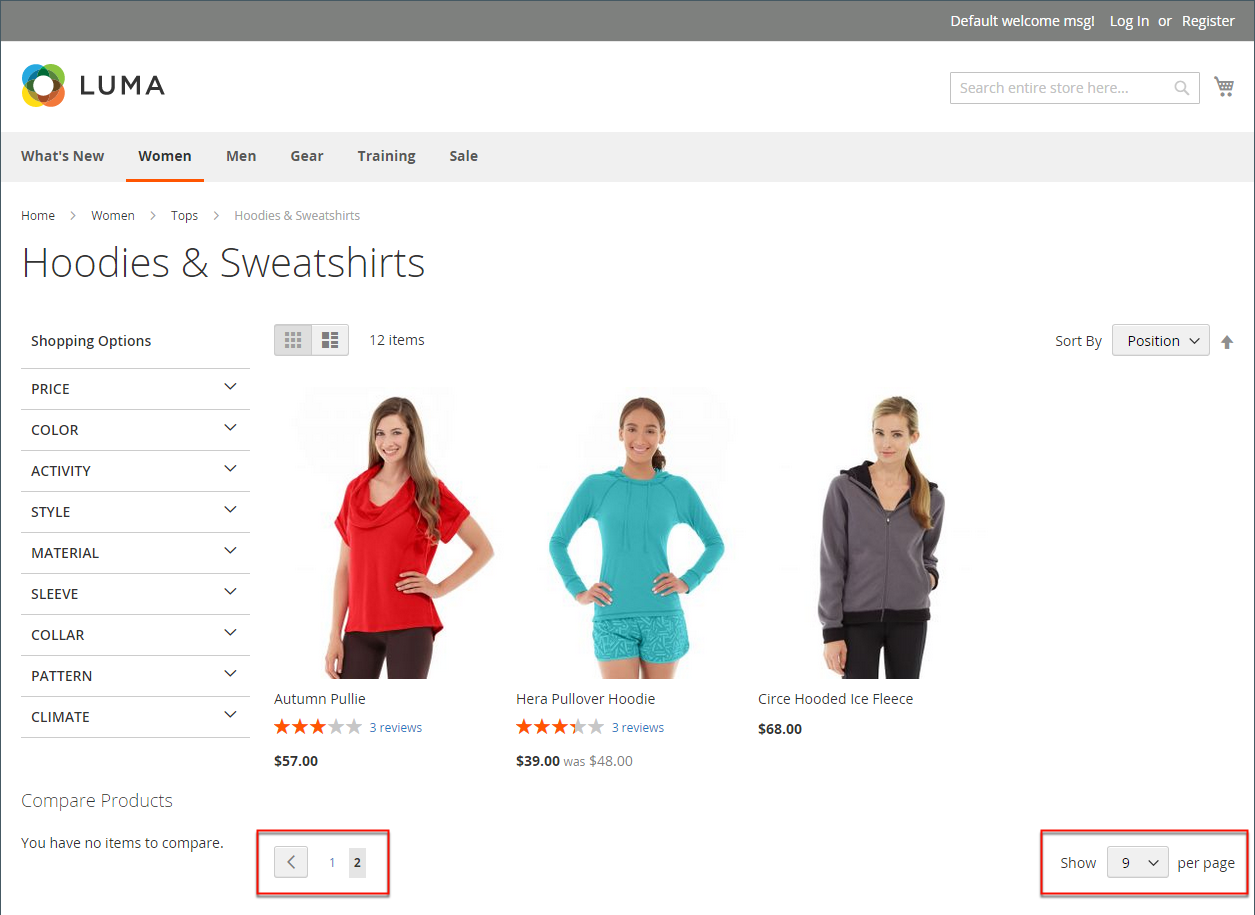 Default welcome msg! Log In or Register
LUMA
Search entire store here...
What's New Women Men Gear Training Sale
Home > Women > Tops > Hoodies & Sweatshirts
Hoodies & Sweatshirts
Shopping Options
12 items
Sort By Position
PRICE
COLOR
ACTIVITY
STYLE
MATERIAL
SLEEVE
COLLAR
PATTERN
CLIMATE
Autumn Pullie
3 reviews
$57.00
Hera Pullover Hoodie
3 reviews
$39.00 was $48.00
Circe Hooded Ice Fleece
$68.00
Compare Products
You have no items to compare.
1 2
Show 9 per page